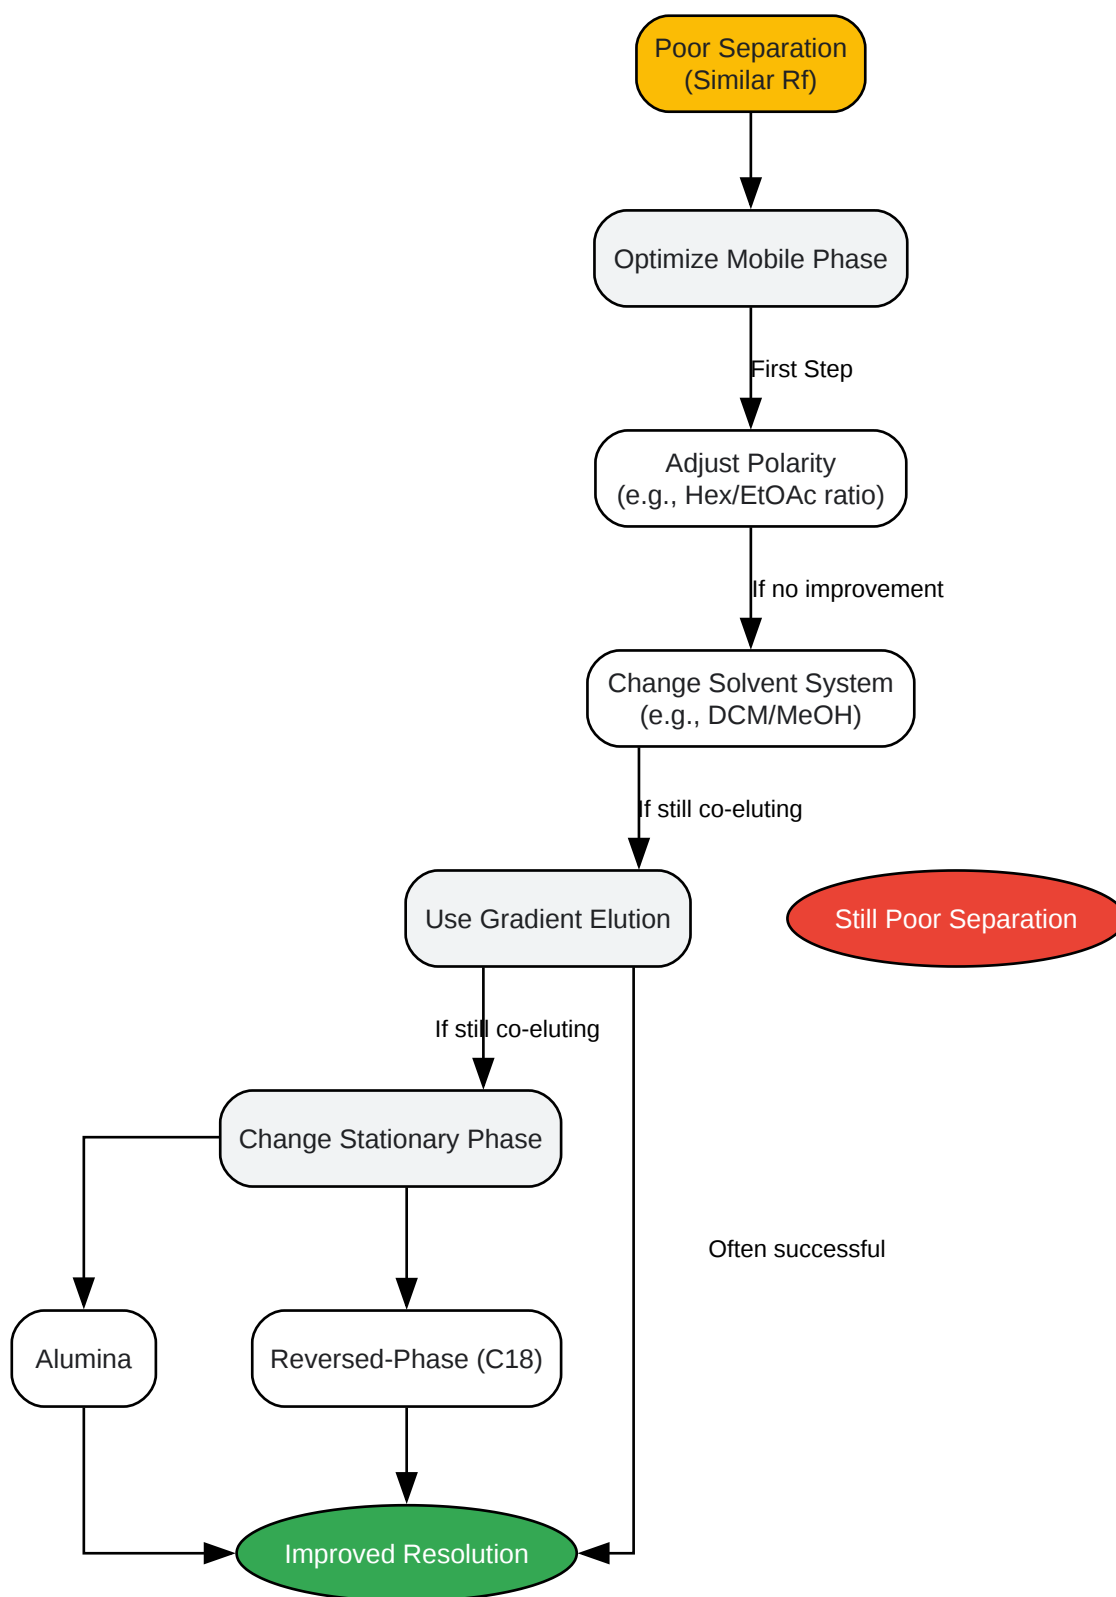 Poor Separation
(Similar Rf)
Optimize Mobile Phase
First Step
Adjust Polarity
(e.g., Hex/EtOAc ratio)
If no improvement
Change Solvent System
(e.g., DCM/MeOH)
If still co-eluting
Use Gradient Elution
Still Poor Separation
If still co-eluting
Change Stationary Phase
Often successful
Alumina
Reversed-Phase (C18)
Improved Resolution